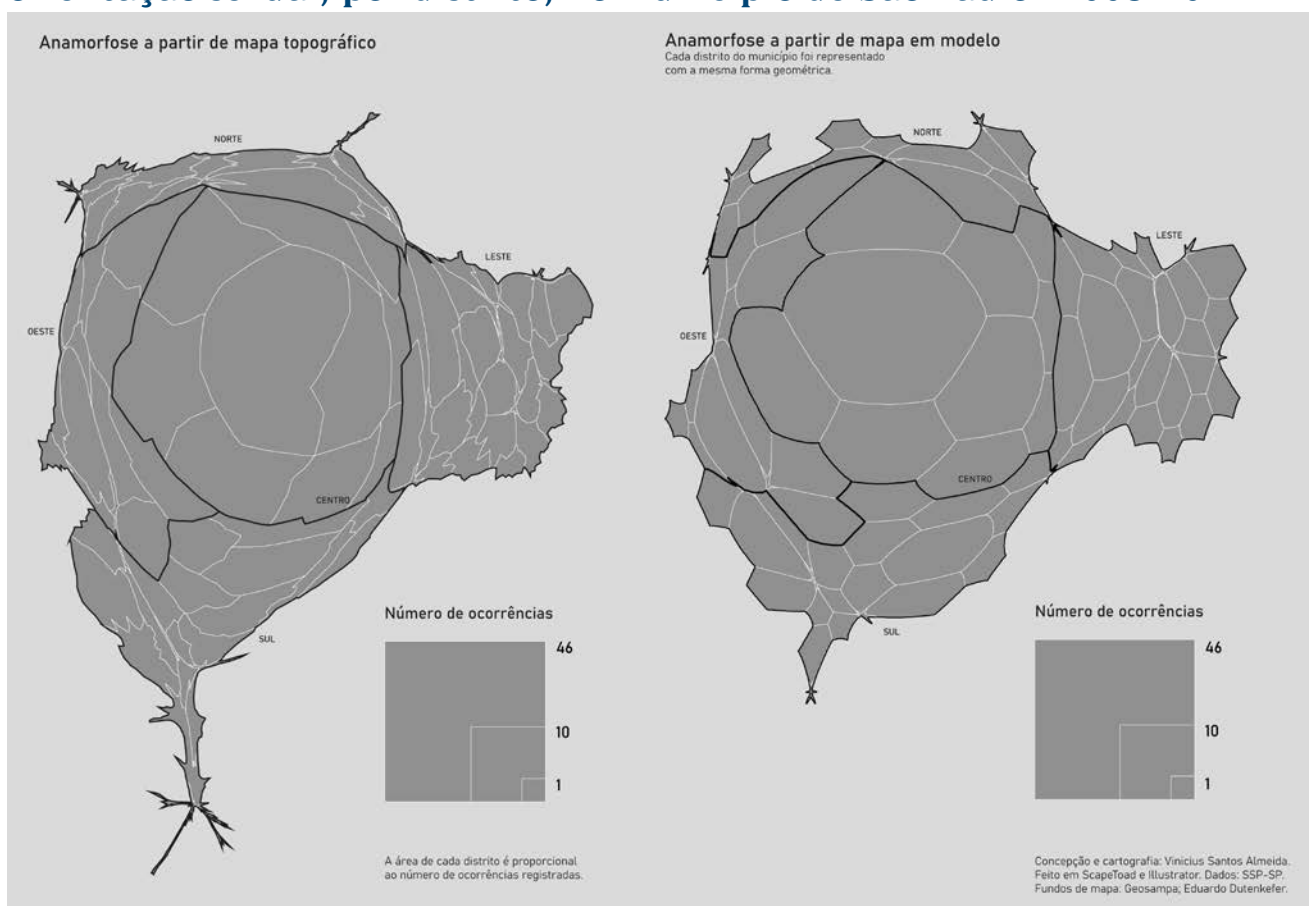 Anamorfose a partir de mapa topográfico
NORTE
LESTE
OESTE
CENTRO
SUL
Número de ocorrências
46
10
1
A área de cada distrito é proporcional
ao número de ocorrências registradas.
Anamorfose a partir de mapa em modelo
Cada distrito do município foi representado
com a mesma forma geométrica.
NORTE
LESTE
OESTE
CENTRO
SUL
Número de ocorrências
46
10
1
Concepção e cartografia: Vinicius Santos Almeida.
Feito em ScapeToad e Illustrator. Dados: SSP-SP.
Fundos de mapa: Geosampa; Eduardo Dutenkefer.